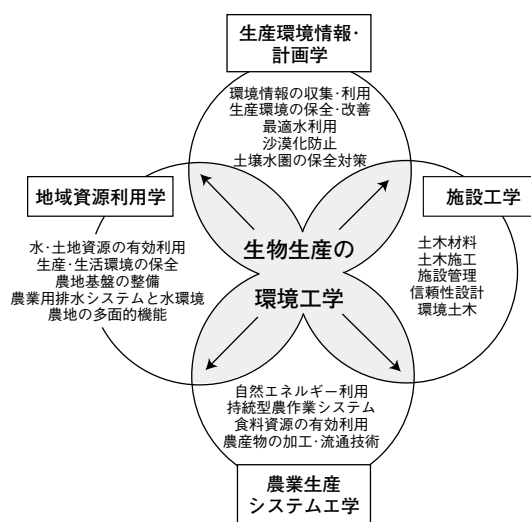 生産環境情報・
計画学
環境情報の収集・利用
生産環境の保全・改善
最適水利用
沙漠化防止
土壌水圏の保全対策
地域資源利用学
水・土地資源の有効利用
生産・生活環境の保全
農地基盤の整備
農業用排水システムと水環境
農地の多面的機能
生物生産の
環境工学
施設工学
土木材料
土木施工
施設管理
信頼性設計
環境土木
自然エネルギー利用
持続型農作業システム
食料資源の有効利用
農産物の加工・流通技術
農業生産
システム工学